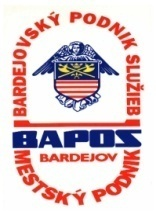 BARDEJOVSKÝ PODNIK SLUŽIEB
BAPOS
BARDEJOV
MESTSKÝ PODNIK